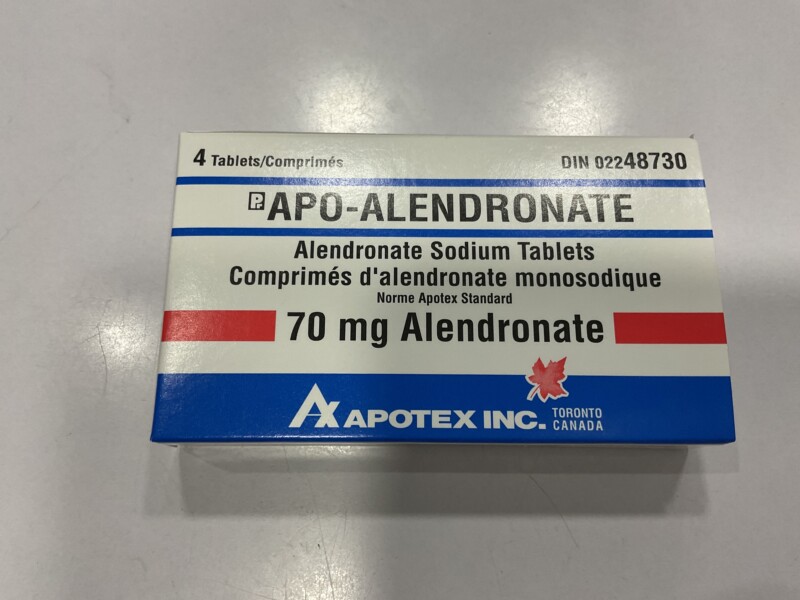 4 Tablets/Comprimés
DIN 02248730
Pr APO-ALENDRONATE
Alendronate Sodium Tablets
Comprimés d'alendronate monosodique
Norme Apotex Standard
70 mg Alendronate
APOTEX INC. TORONTO
CANADA